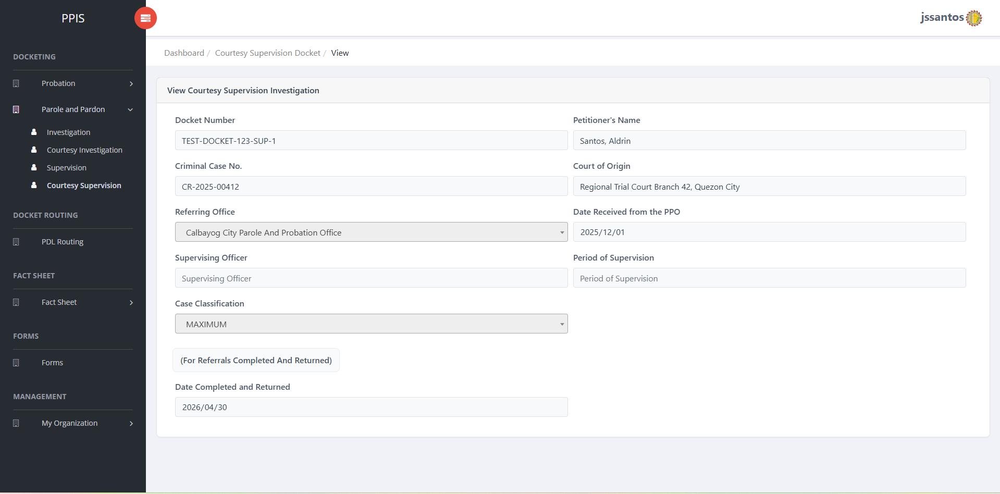 PPIS
jssantos
DOCKETING
Probation
Parole and Pardon
Investigation
Courtesy Investigation
Supervision
Courtesy Supervision
DOCKET ROUTING
PDL Routing
FACT SHEET
Fact Sheet
FORMS
Forms
MANAGEMENT
My Organization
Dashboard / Courtesy Supervision Docket / View
View Courtesy Supervision Investigation
Docket Number
TEST-DOCKET-123-SUP-1
Petitioner's Name
Santos, Aldrin
Criminal Case No.
CR-2025-00412
Court of Origin
Regional Trial Court Branch 42, Quezon City
Referring Office
Calbayog City Parole And Probation Office
Date Received from the PPO
2025/12/01
Supervising Officer
Supervising Officer
Period of Supervision
Period of Supervision
Case Classification
MAXIMUM
(For Referrals Completed And Returned)
Date Completed and Returned
2026/04/30